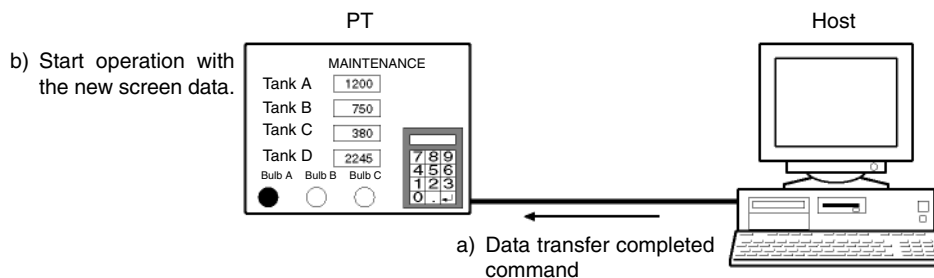 PT
Host
b) Start operation with
the new screen data.
MAINTENANCE
Tank A 1200
Tank B 750
Tank C 380
Tank D 2245
Bulb A Bulb B Bulb C
7 8 9
4 5 6
1 2 3
0 . ↵
a) Data transfer completed
command